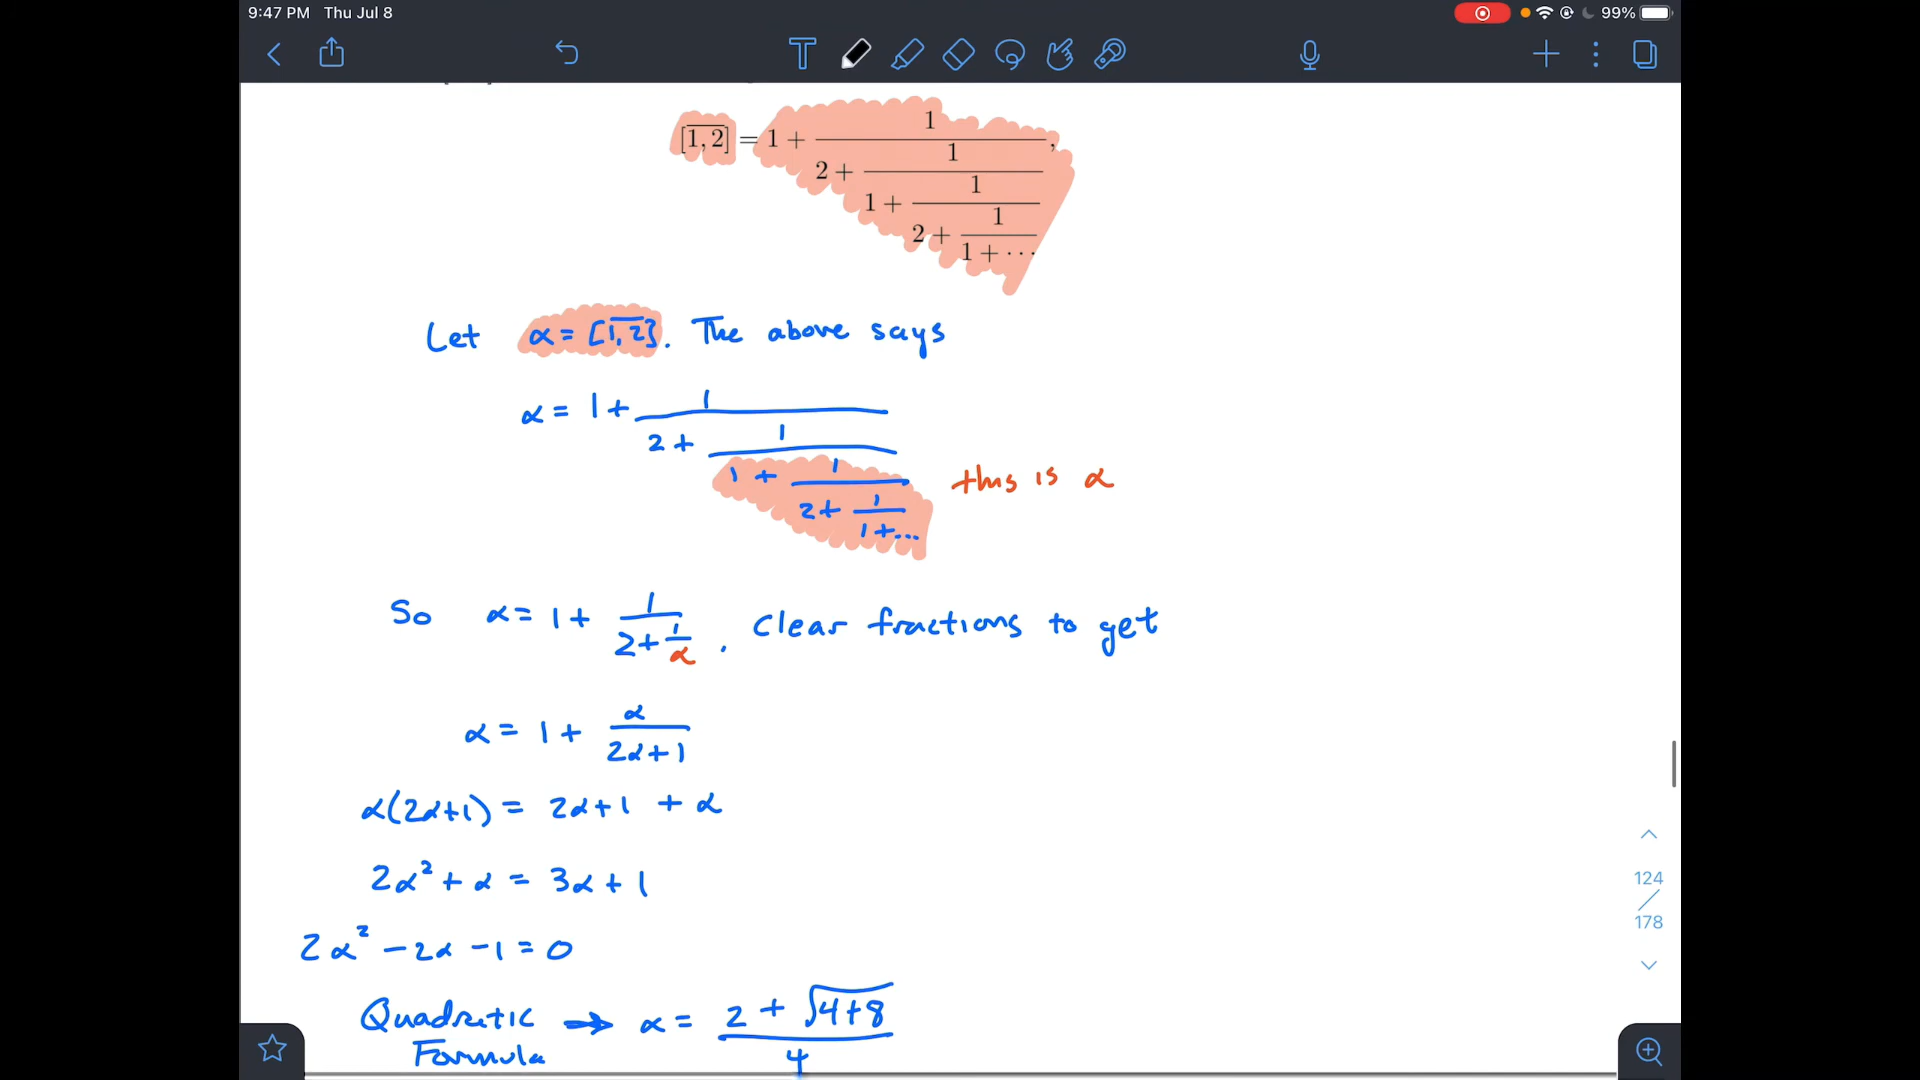 9:47 PM Thu Jul 8
99%
[1, 2] = 1 + 1
2 + 1
1 + 1
2 + 1
1 + ···,
Let α = [1, 2]. The above says
α = 1 + 1
2 + 1
1 + 1
2 + 1
1 + ...
this is α
So α = 1 + 1 / (2 + 1/α) . Clear fractions to get
α = 1 + α / (2α + 1)
α(2α+1) = 2α+1 + α
2α² + α = 3α + 1
2α² − 2α − 1 = 0
Quadratic Formula → α = (2 + √(4+8)) / 4
124
178